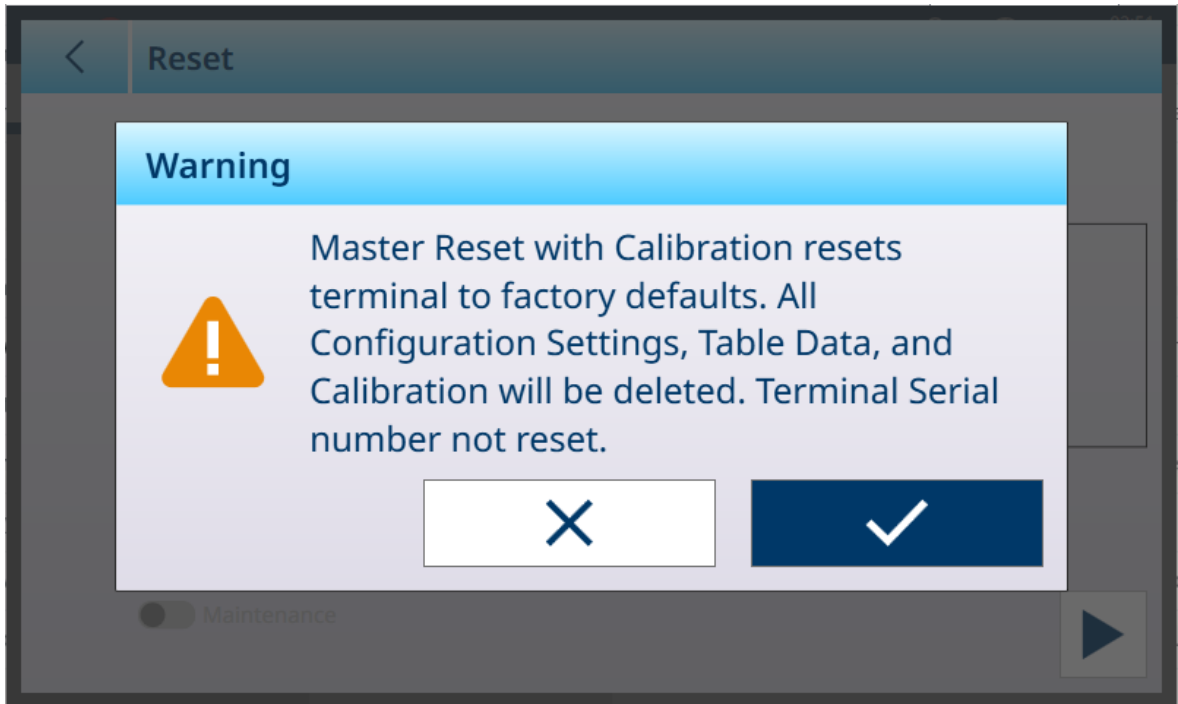 Reset
Warning
Master Reset with Calibration resets
terminal to factory defaults. All
Configuration Settings, Table Data, and
Calibration will be deleted. Terminal Serial
number not reset.
Maintenance